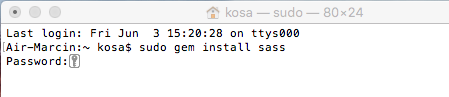 kosa — sudo — 80×24
Last login: Fri Jun  3 15:20:28 on ttys000
[Air-Marcin:~ kosa$ sudo gem install sass
Password: